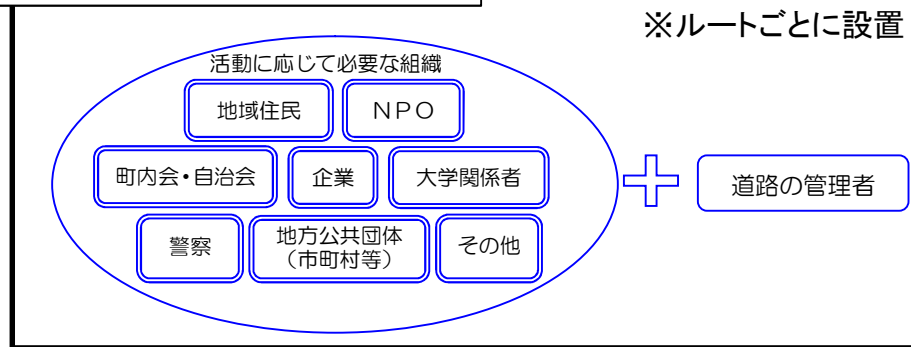 ※ルートごとに設置
活動に応じて必要な組織
地域住民
ＮＰＯ
町内会・自治会
企業
大学関係者
道路の管理者
警察
地方公共団体
（市町村等）
その他